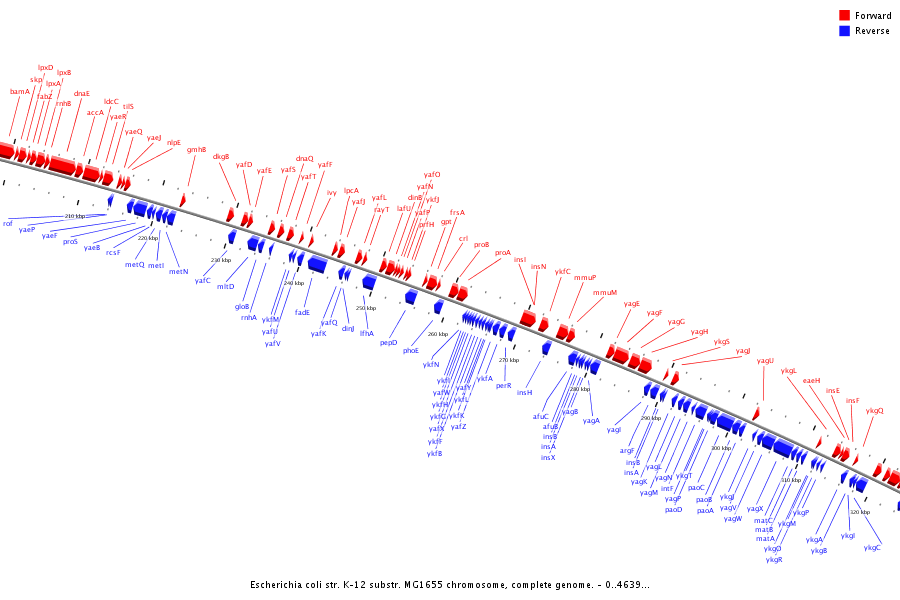 Forward
Reverse
lpxD
lpxB
skp
lpxA
bamA
fabZ
dnaE
rnhB
ldcC
tilS
accA
yaeR
yaeQ
yaeJ
nlpE
gmhB
dkgB
yafD
yafE
yafS
dnaQ
yafT
yafF
ivy
lpcA
yafJ
yafL
rayT
lafU
dinB
yafN
yafO
yafP
ykfJ
prfH
gpt
frsA
crl
proB
proA
insI
insN
ykfC
mmuP
mmuM
yagE
yagF
yagG
yagH
ykgS
yagJ
yagU
ykgL
eaeH
insE
insF
ykgQ
210 kbp
220 kbp
230 kbp
240 kbp
250 kbp
260 kbp
270 kbp
280 kbp
290 kbp
300 kbp
310 kbp
320 kbp
rof
yaeP
yaeF
proS
yaeB
rcsF
metQ
metI
metN
yafC
mltD
gloB
rnhA
ykfM
yafU
yafV
fadE
yafK
yafQ
dinJ
lfhA
pepD
phoE
ykfN
ykfI
yafW
ykfH
ykfG
yafX
ykfF
ykfB
yafY
ykfL
ykfK
yafZ
ykfA
perR
insH
afuC
afuB
insB
insA
insX
yagB
yagA
yagI
argF
insB
insA
yagK
yagL
yagM
yagN
intF
yagP
paoD
ykgT
paoC
paoB
paoA
ykgJ
yagV
yagW
yagX
matC
matB
matA
ykgO
ykgR
ykgM
ykgP
ykgA
ykgB
ykgI
ykgC
Escherichia coli str. K-12 substr. MG1655 chromosome, complete genome. - 0..4639...